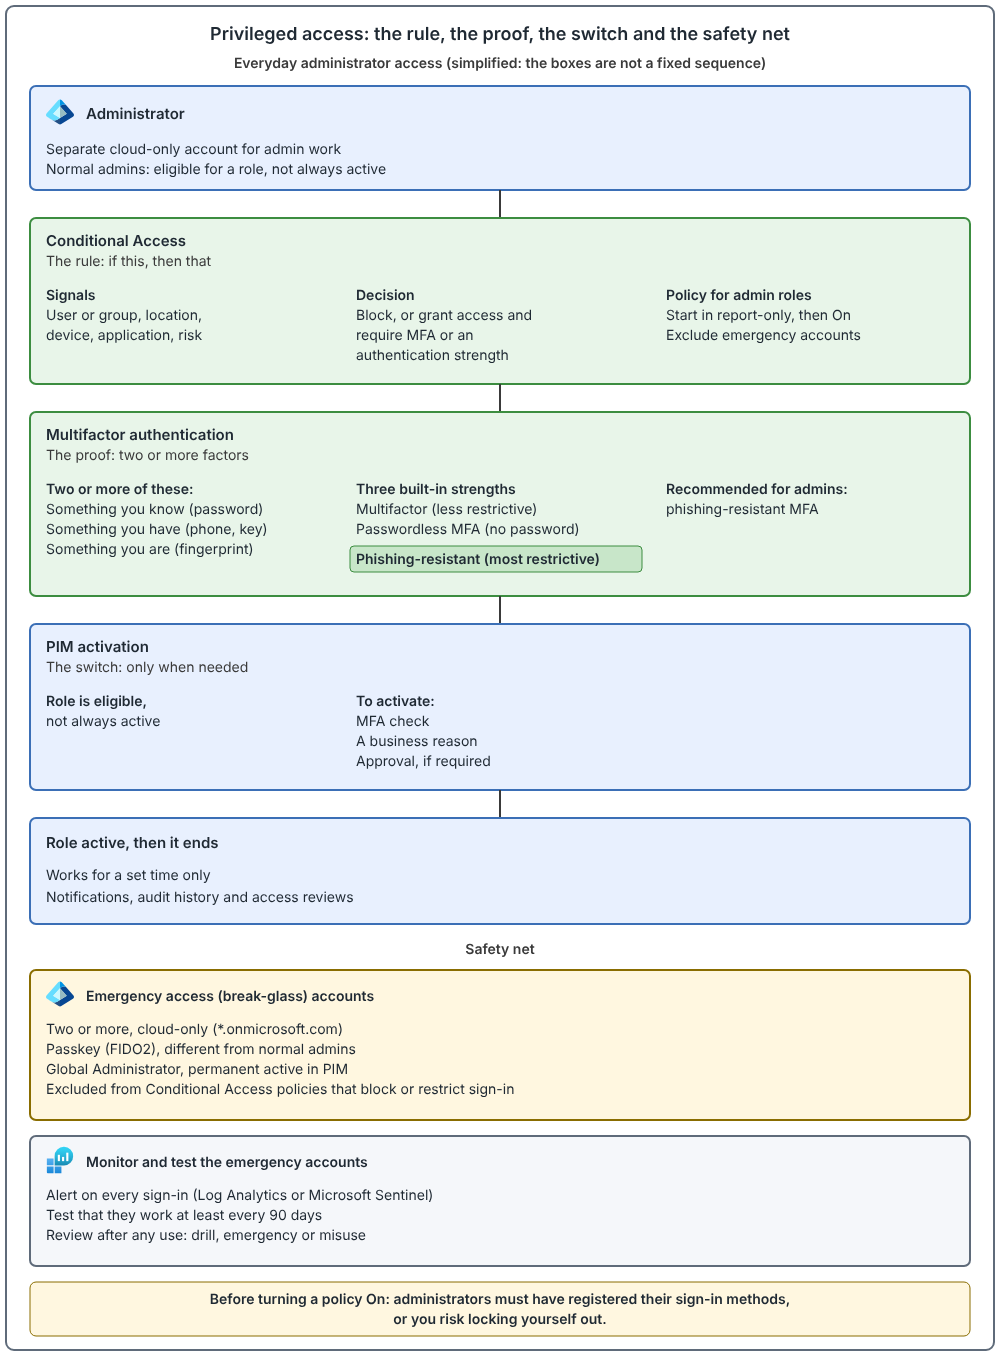 Privileged access: the rule, the proof, the switch and the safety net
Everyday administrator access (simplified: the boxes are not a fixed sequence)
Administrator
Separate cloud-only account for admin work
Normal admins: eligible for a role, not always active
Conditional Access
The rule: if this, then that
Signals
User or group, location,
device, application, risk
Decision
Block, or grant access and
require MFA or an
authentication strength
Policy for admin roles
Start in report-only, then On
Exclude emergency accounts
Multifactor authentication
The proof: two or more factors
Two or more of these:
Something you know (password)
Something you have (phone, key)
Something you are (fingerprint)
Three built-in strengths
Multifactor (less restrictive)
Passwordless MFA (no password)
Phishing-resistant (most restrictive)
Recommended for admins:
phishing-resistant MFA
PIM activation
The switch: only when needed
Role is eligible,
not always active
To activate:
MFA check
A business reason
Approval, if required
Role active, then it ends
Works for a set time only
Notifications, audit history and access reviews
Safety net
Emergency access (break-glass) accounts
Two or more, cloud-only (*.onmicrosoft.com)
Passkey (FIDO2), different from normal admins
Global Administrator, permanent active in PIM
Excluded from Conditional Access policies that block or restrict sign-in
Monitor and test the emergency accounts
Alert on every sign-in (Log Analytics or Microsoft Sentinel)
Test that they work at least every 90 days
Review after any use: drill, emergency or misuse
Before turning a policy On: administrators must have registered their sign-in methods,
or you risk locking yourself out.